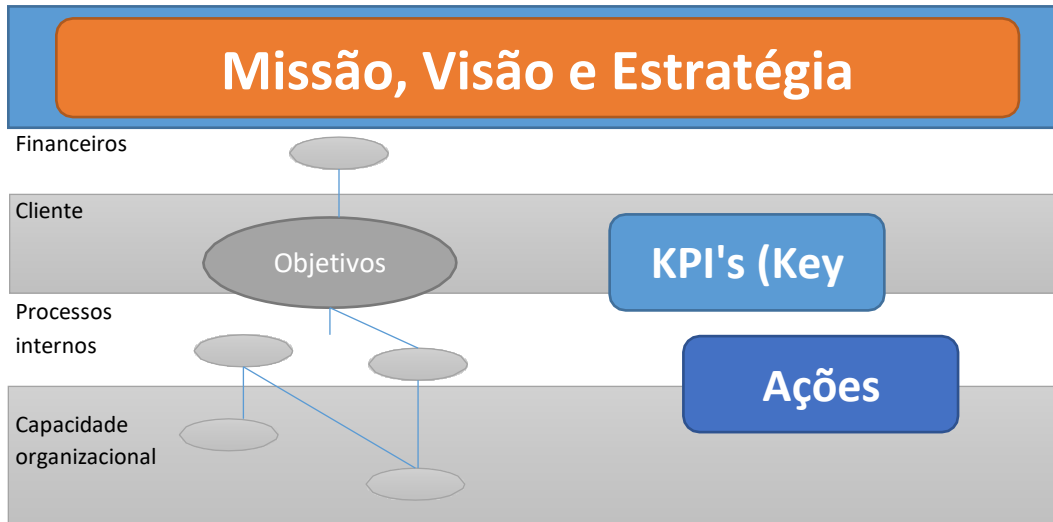 Missão, Visão e Estratégia
Financeiros
Cliente
Objetivos
KPI's (Key
Processos
internos
Ações
Capacidade
organizacional